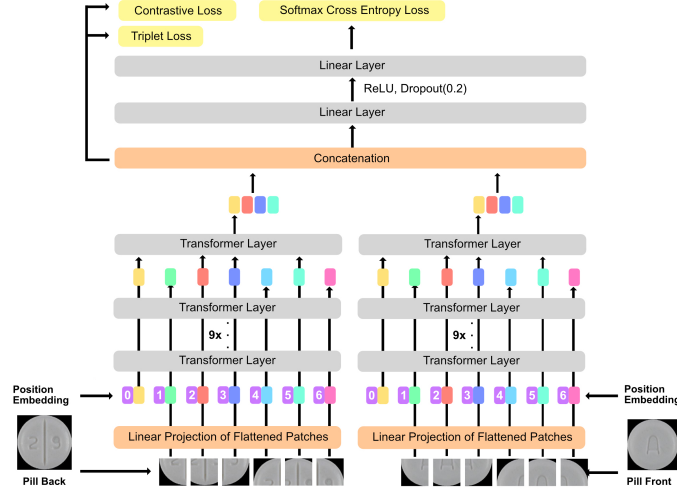 Contrastive Loss
Softmax Cross Entropy Loss
Triplet Loss
Linear Layer
ReLU, Dropout(0.2)
Linear Layer
Concatenation
Transformer Layer
Transformer Layer
Transformer Layer
Transformer Layer
9x
9x
Transformer Layer
Transformer Layer
Position
Embedding
0 1 2 3 4 5 6
0 1 2 3 4 5 6
Position
Embedding
Linear Projection of Flattened Patches
Linear Projection of Flattened Patches
2 9
A
Pill Back
Pill Front